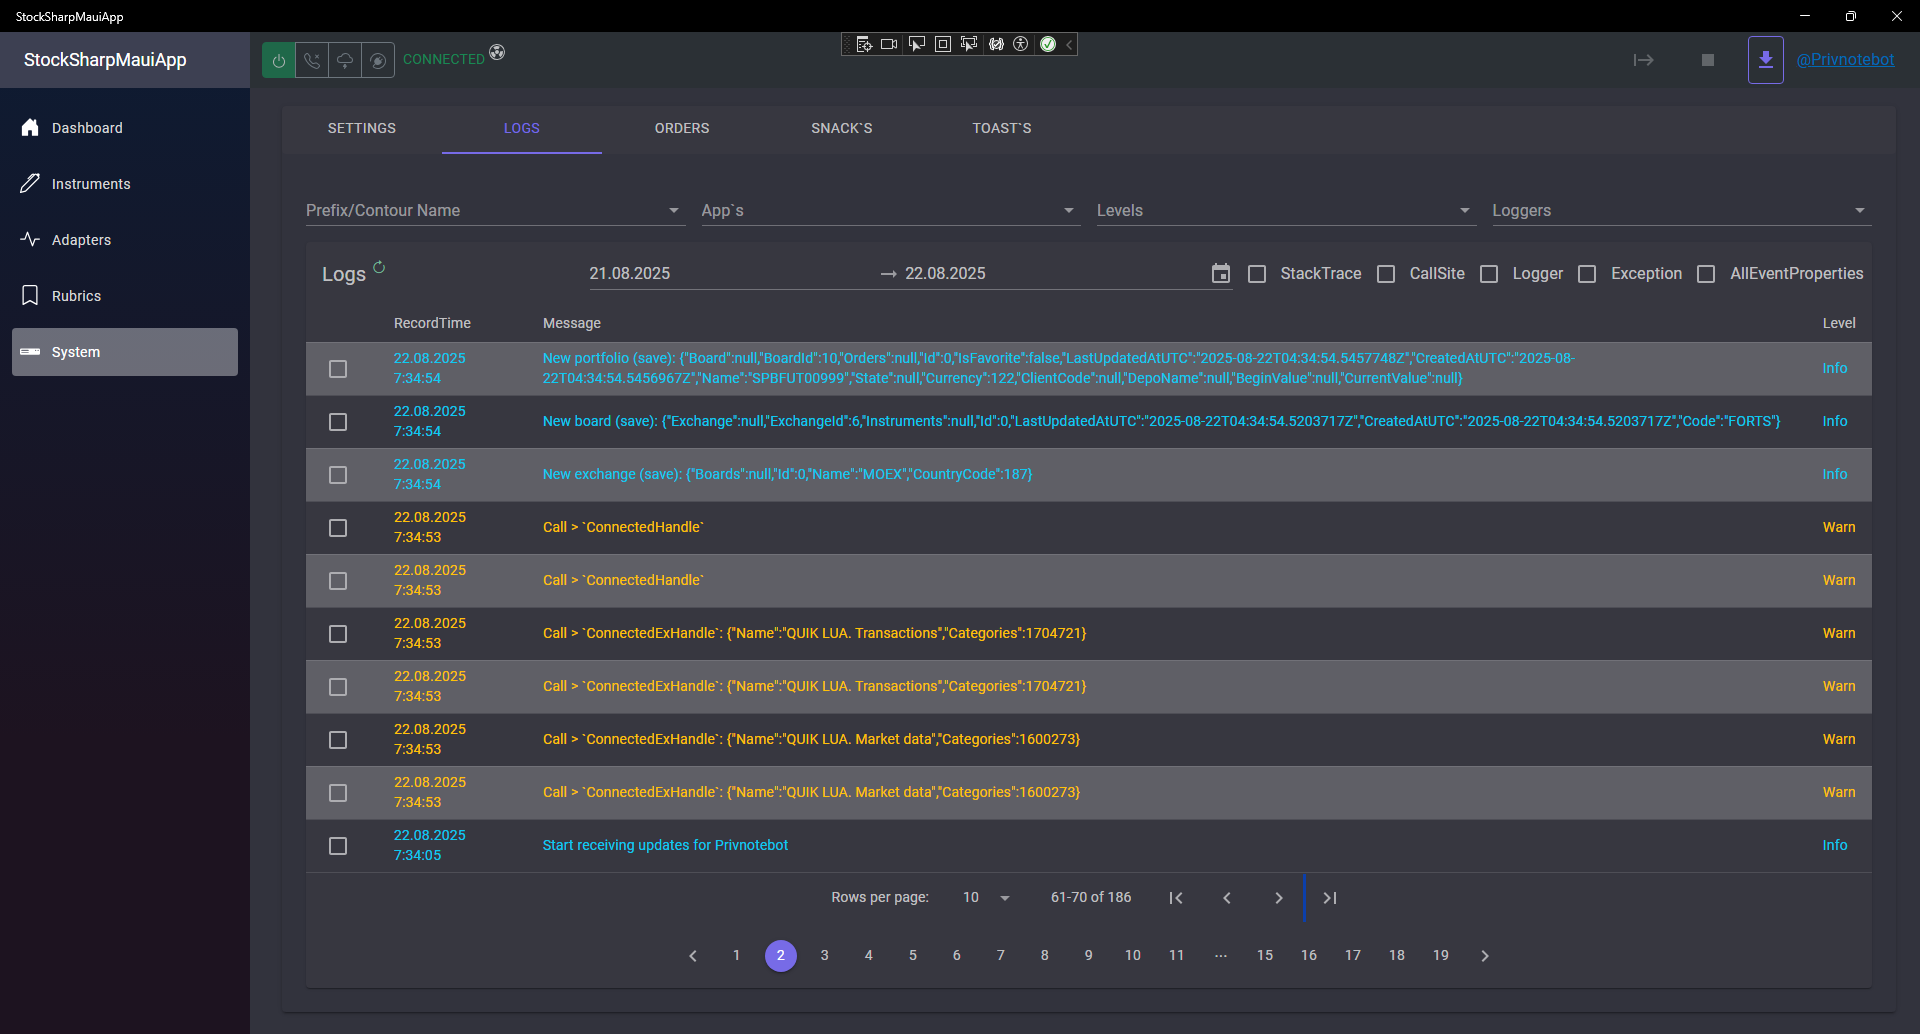 StockSharpMauiApp
StockSharpMauiApp
CONNECTED
@Privnotebot
Dashboard
Instruments
Adapters
Rubrics
System
SETTINGS
LOGS
ORDERS
SNACK`S
TOAST`S
Prefix/Contour Name
App`s
Levels
Loggers
Logs
21.08.2025
22.08.2025
StackTrace
CallSite
Logger
Exception
AllEventProperties
RecordTime
Message
Level
22.08.2025
7:34:54
New portfolio (save): {"Board":null,"BoardId":10,"Orders":null,"Id":0,"IsFavorite":false,"LastUpdatedAtUTC":"2025-08-22T04:34:54.5457748Z","CreatedAtUTC":"2025-08-
22T04:34:54.5456967Z","Name":"SPBFUT00999","State":null,"Currency":122,"ClientCode":null,"DepoName":null,"BeginValue":null,"CurrentValue":null}
Info
22.08.2025
7:34:54
New board (save): {"Exchange":null,"ExchangeId":6,"Instruments":null,"Id":0,"LastUpdatedAtUTC":"2025-08-22T04:34:54.5203717Z","CreatedAtUTC":"2025-08-22T04:34:54.5203717Z","Code":"FORTS"}
Info
22.08.2025
7:34:54
New exchange (save): {"Boards":null,"Id":0,"Name":"MOEX","CountryCode":187}
Info
22.08.2025
7:34:53
Call > `ConnectedHandle`
Warn
22.08.2025
7:34:53
Call > `ConnectedHandle`
Warn
22.08.2025
7:34:53
Call > `ConnectedExHandle`: {"Name":"QUIK LUA. Transactions","Categories":1704721}
Warn
22.08.2025
7:34:53
Call > `ConnectedExHandle`: {"Name":"QUIK LUA. Transactions","Categories":1704721}
Warn
22.08.2025
7:34:53
Call > `ConnectedExHandle`: {"Name":"QUIK LUA. Market data","Categories":1600273}
Warn
22.08.2025
7:34:53
Call > `ConnectedExHandle`: {"Name":"QUIK LUA. Market data","Categories":1600273}
Warn
22.08.2025
7:34:05
Start receiving updates for Privnotebot
Info
Rows per page:
10
61-70 of 186
1 2 3 4 5 6 7 8 9 10 11 ... 15 16 17 18 19